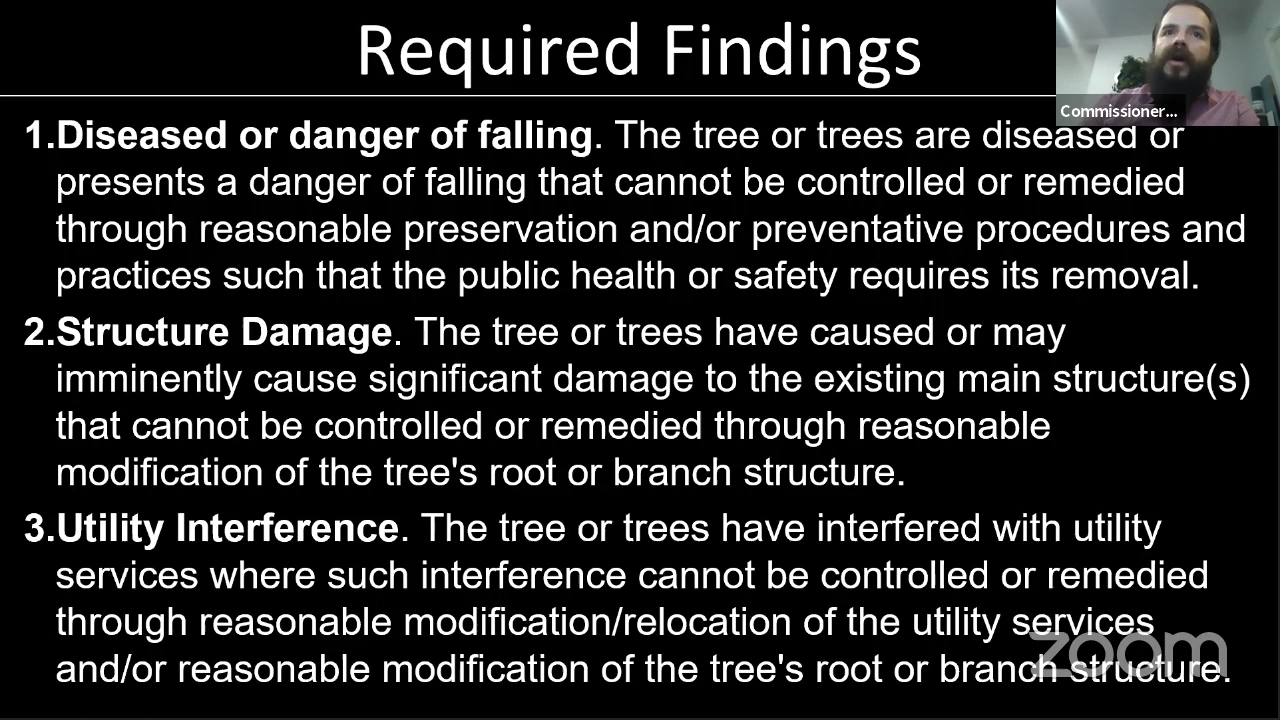 Required Findings
Commissioner...
1.Diseased or danger of falling. The tree or trees are diseased or
presents a danger of falling that cannot be controlled or remedied
through reasonable preservation and/or preventative procedures and
practices such that the public health or safety requires its removal.
2.Structure Damage. The tree or trees have caused or may
imminently cause significant damage to the existing main structure(s)
that cannot be controlled or remedied through reasonable
modification of the tree's root or branch structure.
3.Utility Interference. The tree or trees have interfered with utility
services where such interference cannot be controlled or remedied
through reasonable modification/relocation of the utility services
and/or reasonable modification of the tree's root or branch structure.
zoom